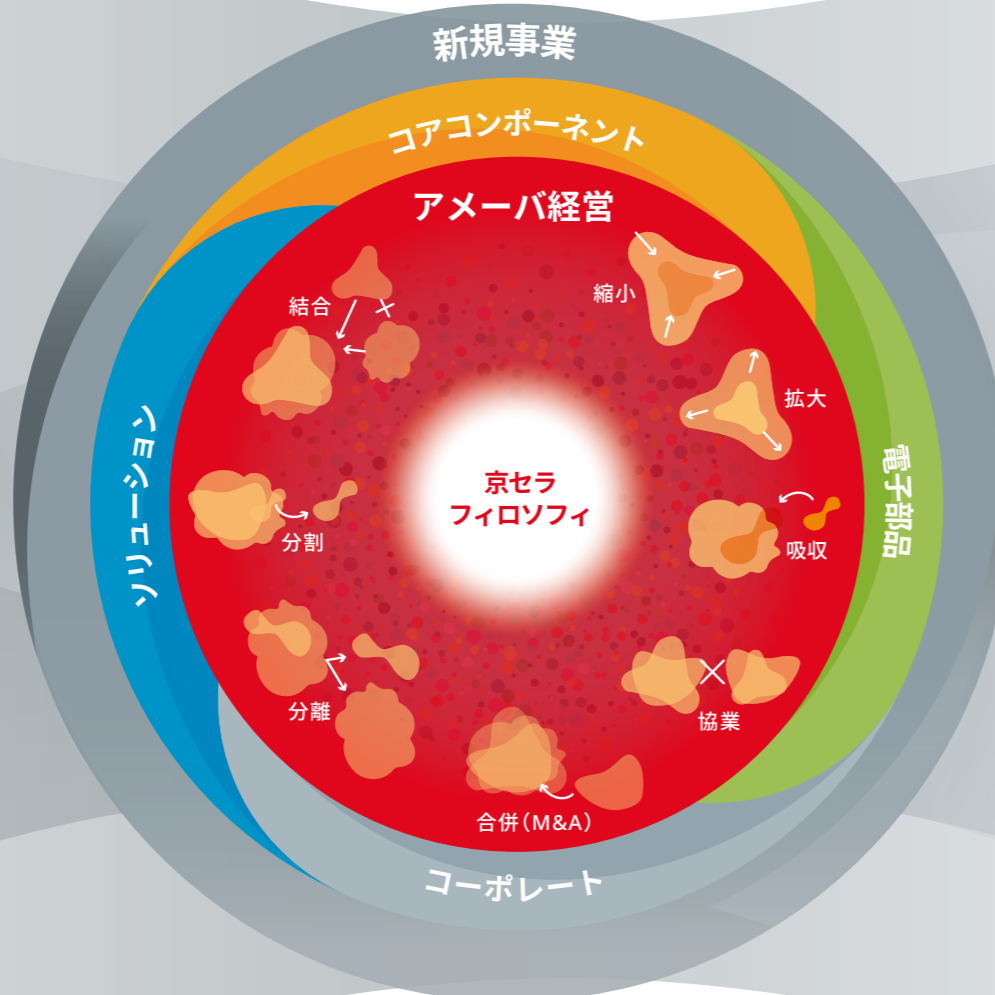 新規事業
コアコンポーネント
アメーバ経営
縮小
結合
拡大
ソリューション
電子部品
京セラ
フィロソフィ
分割
吸収
分離
協業
合併（M&A）
コーポレート